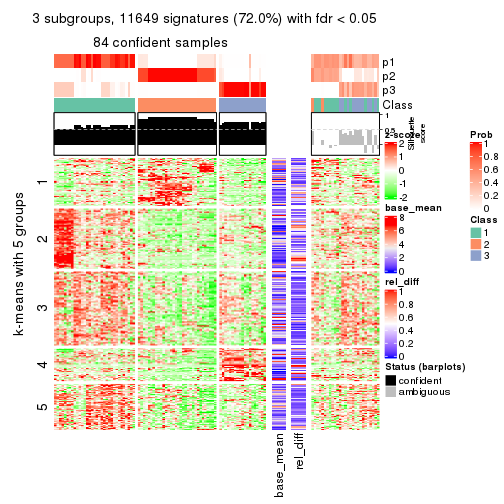 3 subgroups, 11649 signatures (72.0%) with fdr < 0.05
84 confident samples
p1
p2
p3
Class
1
0.5
Silhouette
score
k-means with 5 groups
1
2
3
4
5
base_mean
rel_diff
z-score
2
1
0
-1
-2
base_mean
8
6
4
2
0
rel_diff
1
0.8
0.6
0.4
0.2
0
Status (barplots)
confident
ambiguous
Prob
1
0.8
0.6
0.4
0.2
0
Class
1
2
3